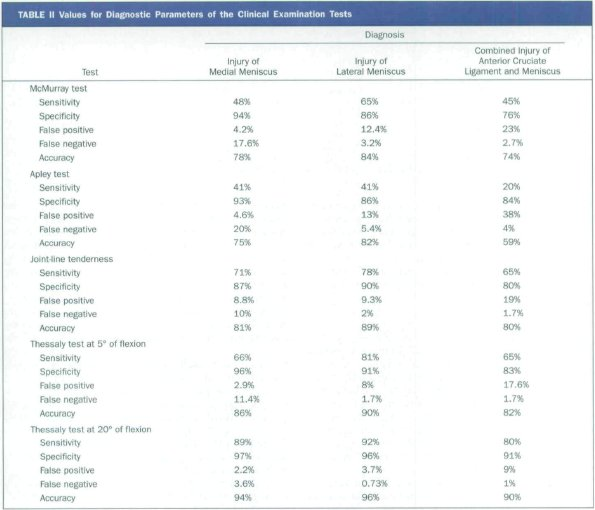 TABLE II Values for Diagnostic Parameters of the Clinical Examination Tests
Diagnosis
Test Injury of Medial Meniscus Injury of Lateral Meniscus Combined Injury of Anterior Cruciate Ligament and Meniscus
McMurray test
Sensitivity 48% 65% 45%
Specificity 94% 86% 76%
False positive 4.2% 12.4% 23%
False negative 17.6% 3.2% 2.7%
Accuracy 78% 84% 74%
Apley test
Sensitivity 41% 41% 20%
Specificity 93% 86% 84%
False positive 4.6% 13% 38%
False negative 20% 5.4% 4%
Accuracy 75% 82% 59%
Joint-line tenderness
Sensitivity 71% 78% 65%
Specificity 87% 90% 80%
False positive 8.8% 9.3% 19%
False negative 10% 2% 1.7%
Accuracy 81% 89% 80%
Thessaly test at 5° of flexion
Sensitivity 66% 81% 65%
Specificity 96% 91% 83%
False positive 2.9% 8% 17.6%
False negative 11.4% 1.7% 1.7%
Accuracy 86% 90% 82%
Thessaly test at 20° of flexion
Sensitivity 89% 92% 80%
Specificity 97% 96% 91%
False positive 2.2% 3.7% 9%
False negative 3.6% 0.73% 1%
Accuracy 94% 96% 90%